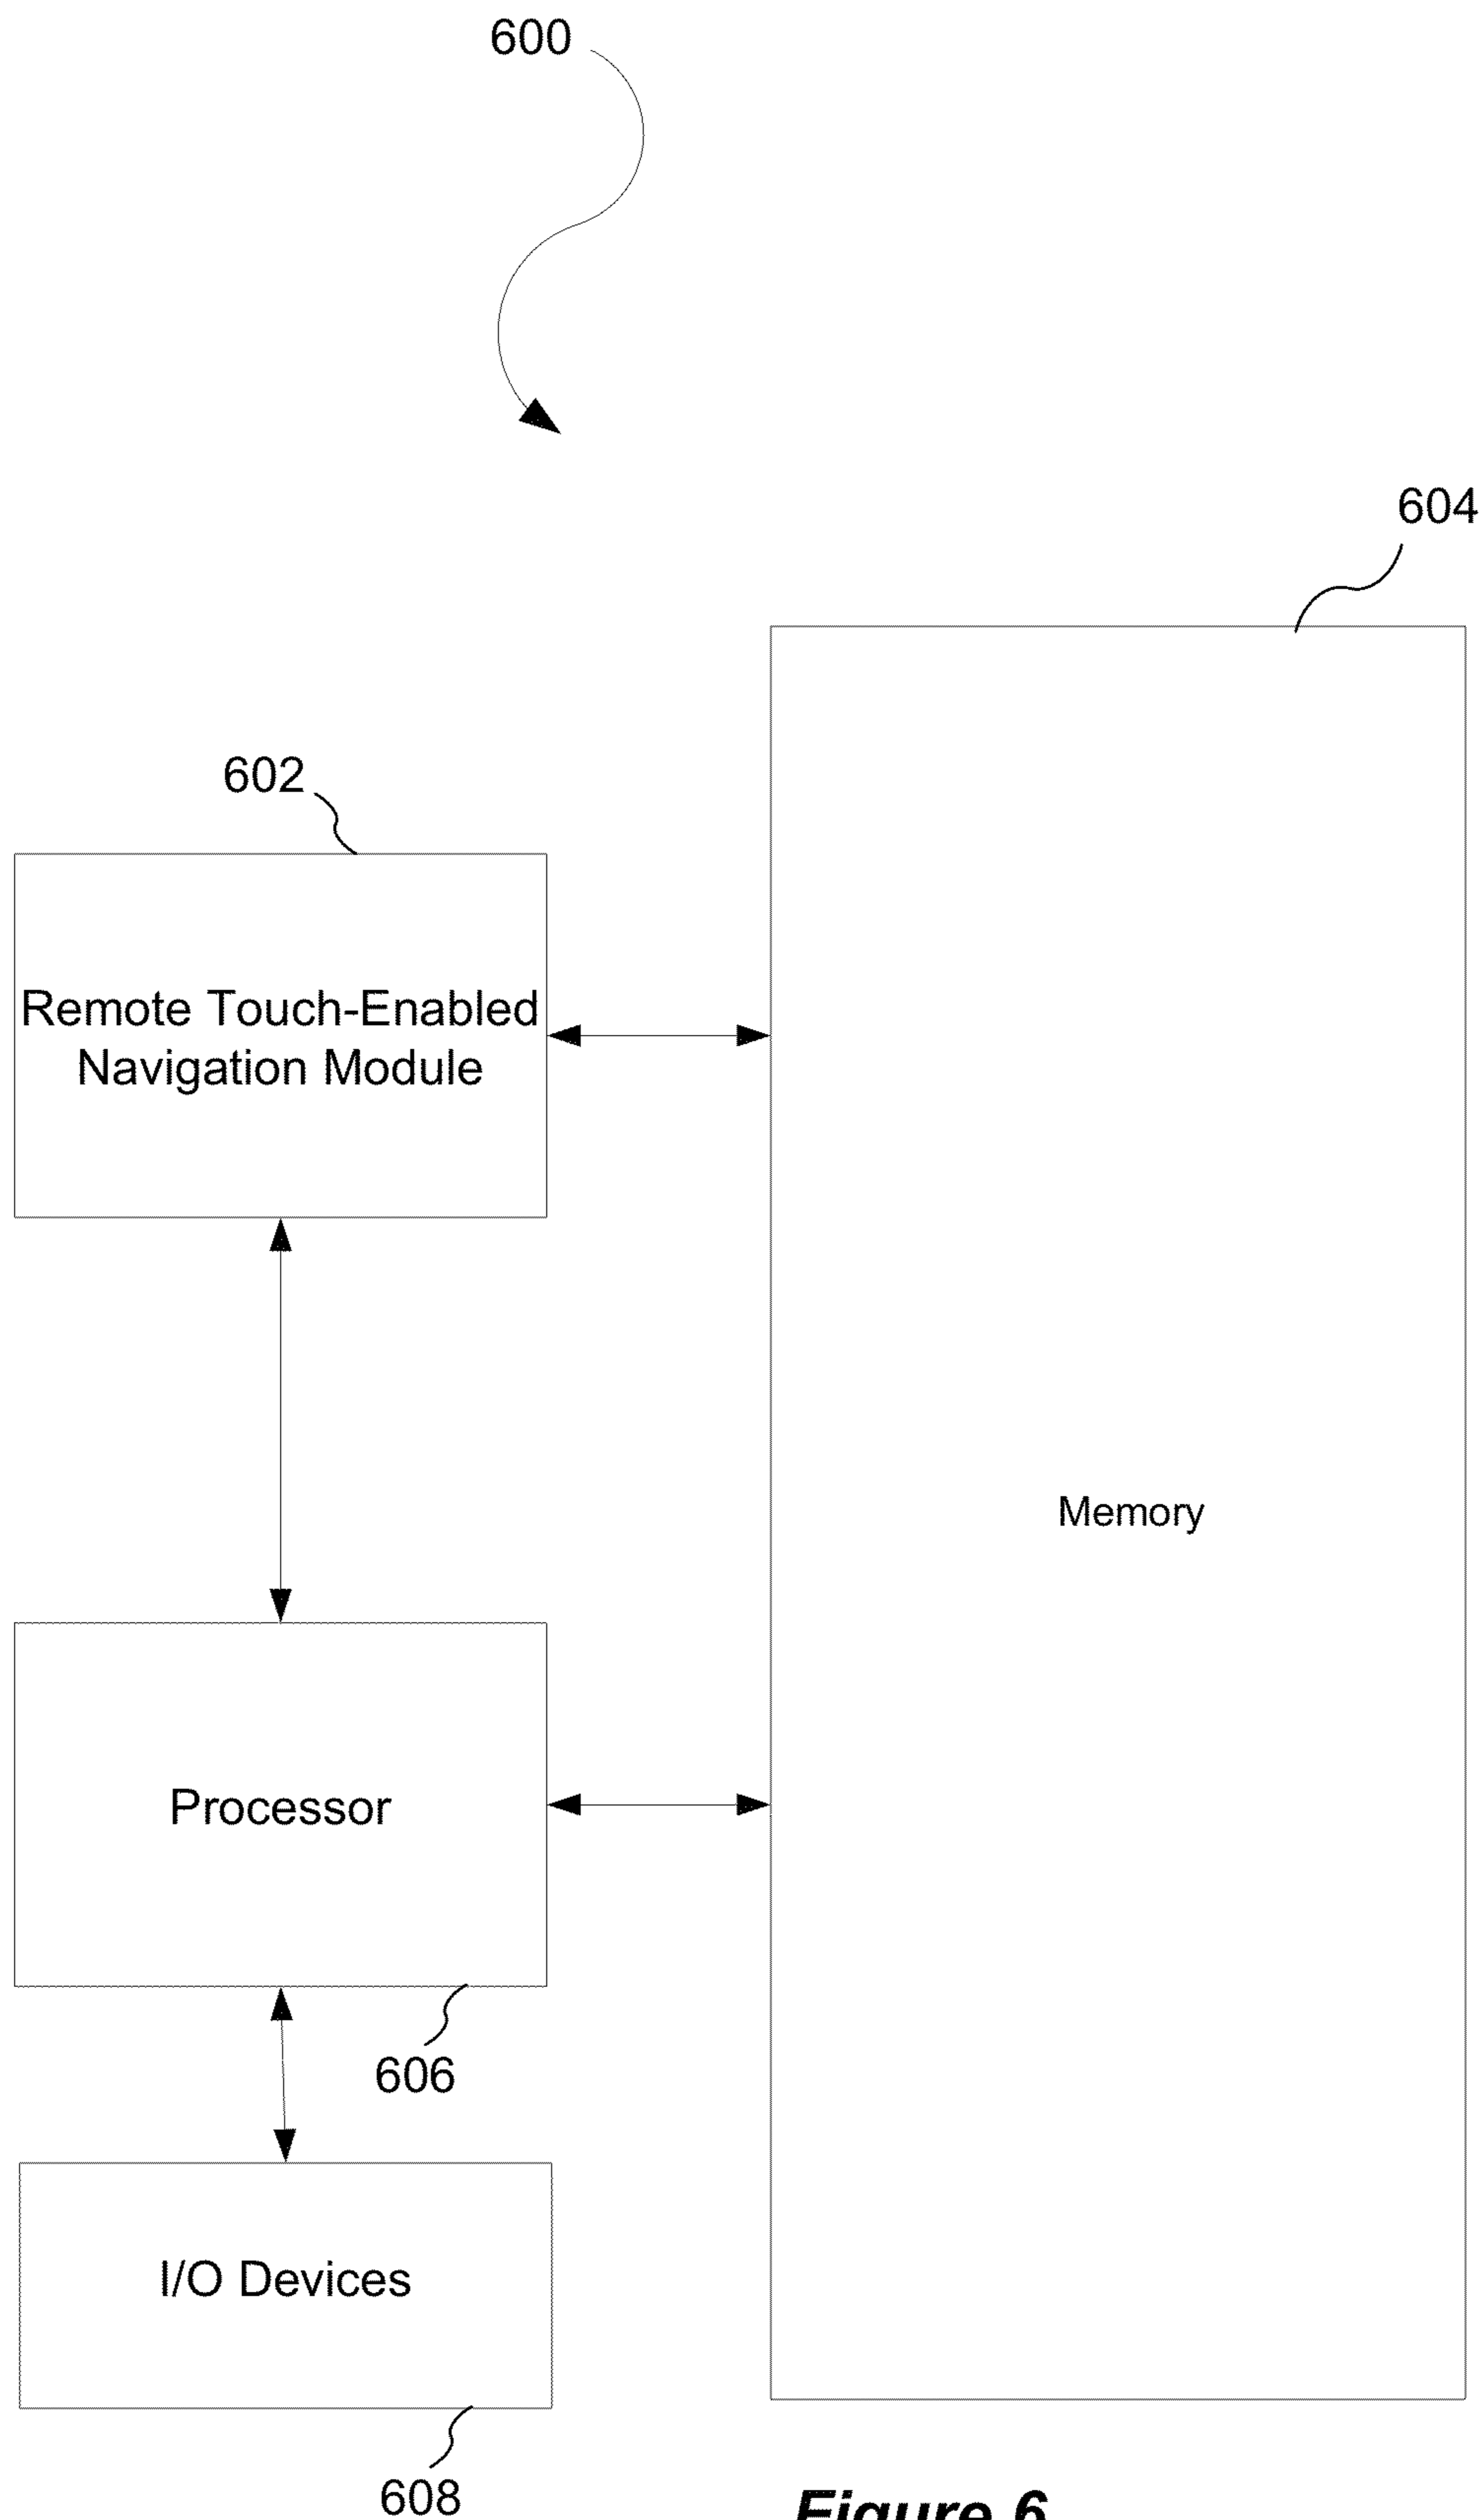 600
604
602
Remote Touch-Enabled
Navigation Module
Memory
Processor
606
I/O Devices
608
Figure 6